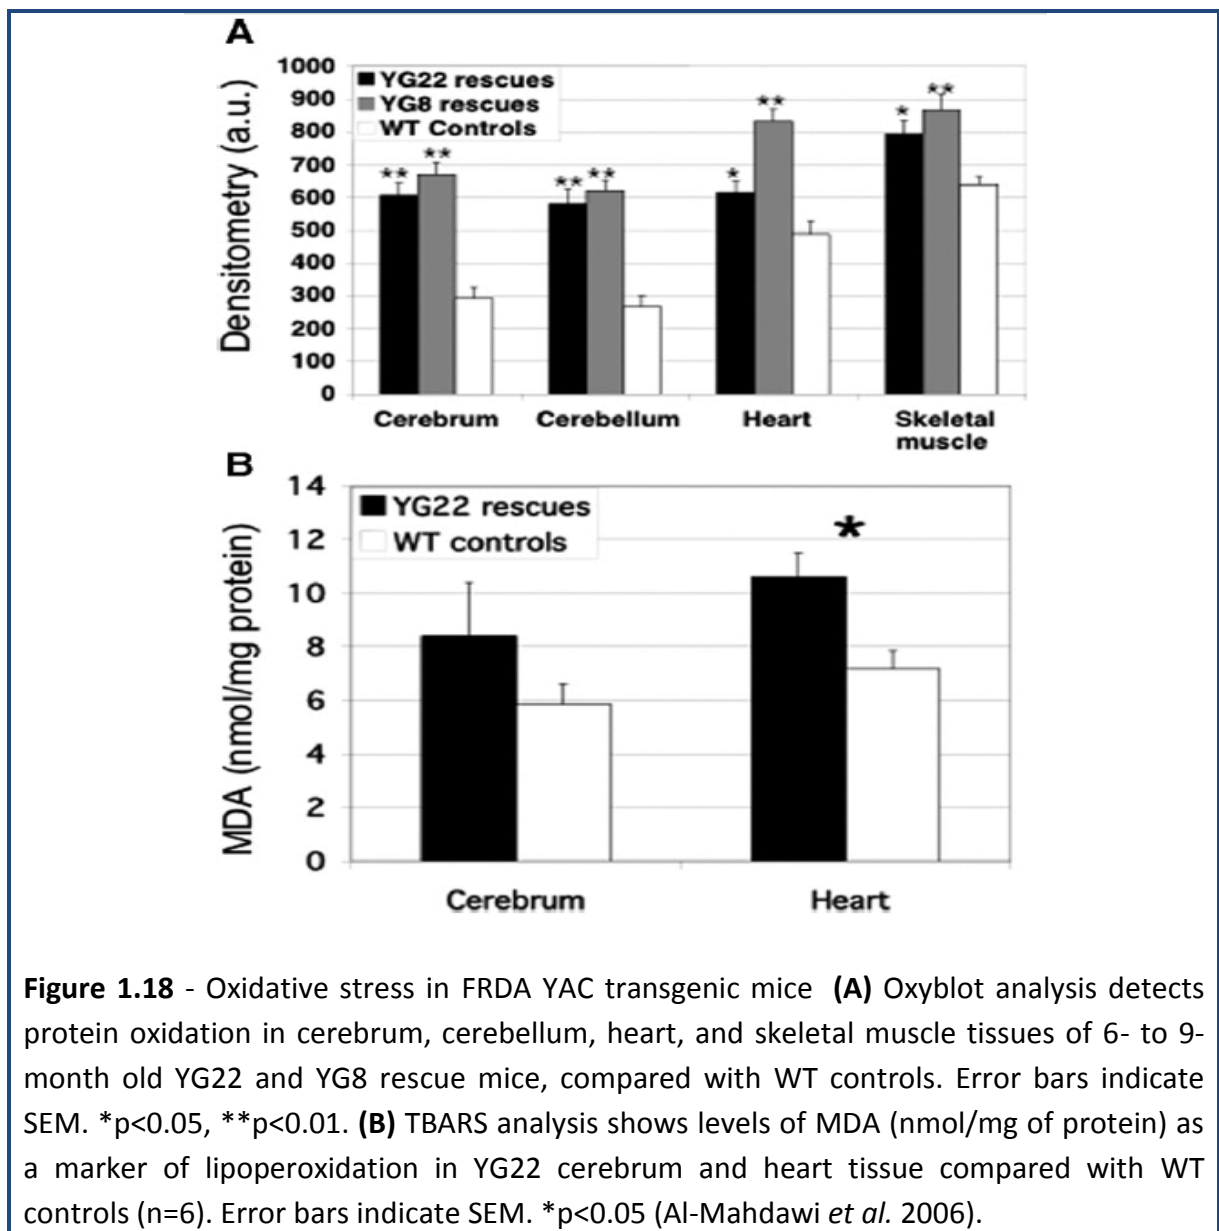 A
Densitometry (a.u.)
1000
900
800
700
600
500
400
300
200
100
0
YG22 rescues
YG8 rescues
WT Controls
** ** ** ** * ** * **
Cerebrum Cerebellum Heart Skeletal
muscle
B
MDA (nmol/mg protein)
14
12
10
8
6
4
2
0
YG22 rescues
WT controls
*
Cerebrum Heart
Figure 1.18 - Oxidative stress in FRDA YAC transgenic mice (A) Oxyblot analysis detects
protein oxidation in cerebrum, cerebellum, heart, and skeletal muscle tissues of 6- to 9-
month old YG22 and YG8 rescue mice, compared with WT controls. Error bars indicate
SEM. *p<0.05, **p<0.01. (B) TBARS analysis shows levels of MDA (nmol/mg of protein) as
a marker of lipoperoxidation in YG22 cerebrum and heart tissue compared with WT
controls (n=6). Error bars indicate SEM. *p<0.05 (Al-Mahdawi et al. 2006).